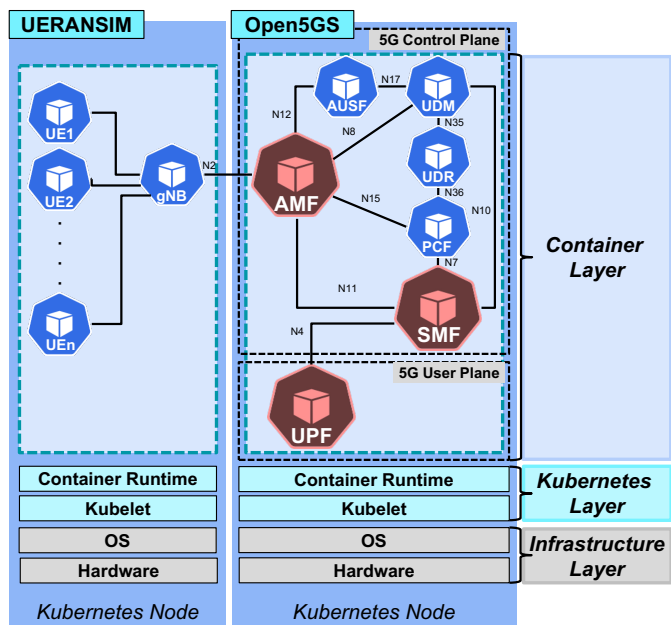 UERANSIM
Open5GS
5G Control Plane
N17
AUSF
UDM
N12
UE1
N8
N35
N2
gNB
UDR
UE2
AMF
N15
N36
N10
PCF
N7
Container
Layer
N11
UEn
N4
SMF
5G User Plane
UPF
Container Runtime
Container Runtime
Kubernetes
Layer
Kubelet
Kubelet
OS
OS
Infrastructure
Layer
Hardware
Hardware
Kubernetes Node
Kubernetes Node